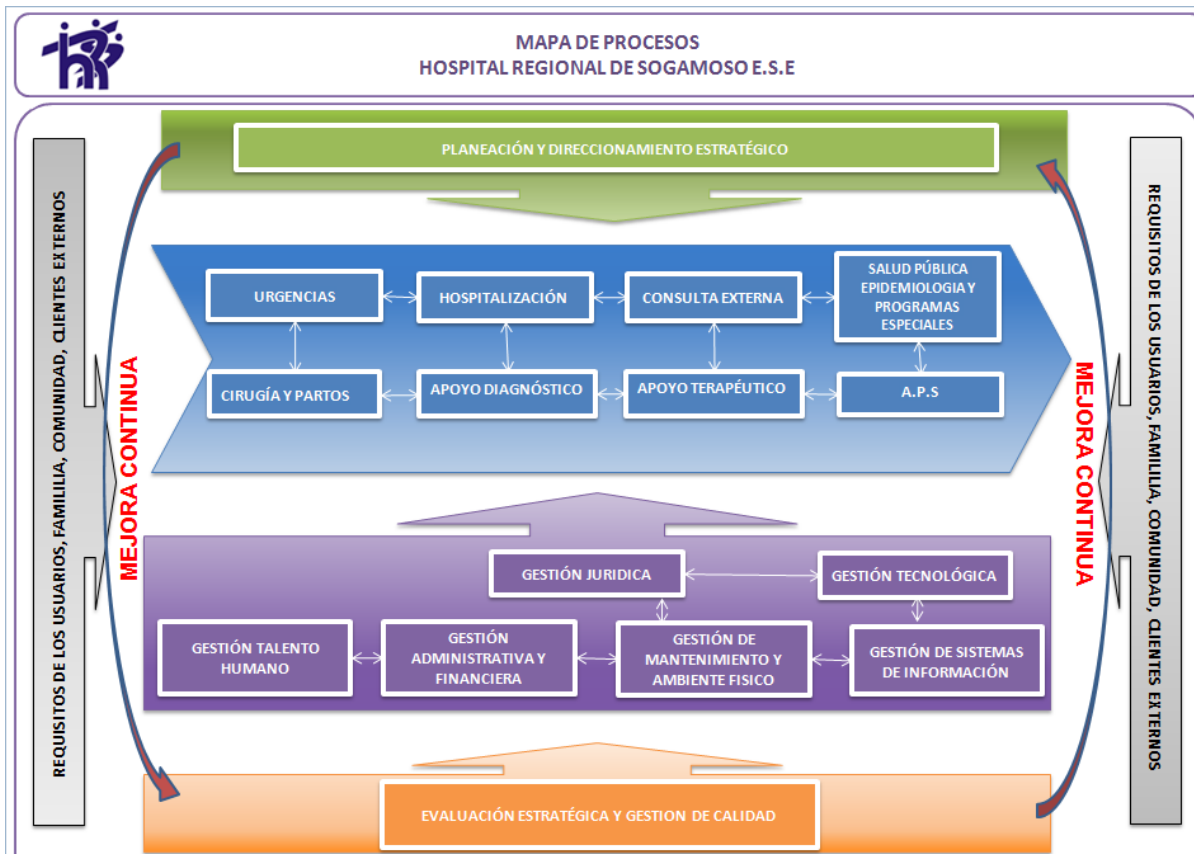 MAPA DE PROCESOS
HOSPITAL REGIONAL DE SOGAMOSO E.S.E
REQUISITOS DE LOS USUARIOS, FAMILILIA, COMUNIDAD, CLIENTES EXTERNOS
MEJORA CONTINUA
PLANEACIÓN Y DIRECCIONAMIENTO ESTRATÉGICO
URGENCIAS
HOSPITALIZACIÓN
CONSULTA EXTERNA
SALUD PÚBLICA
EPIDEMIOLOGIA Y
PROGRAMAS
ESPECIALES
CIRUGÍA Y PARTOS
APOYO DIAGNÓSTICO
APOYO TERAPÉUTICO
A.P.S
GESTIÓN JURIDICA
GESTIÓN TECNOLÓGICA
GESTIÓN TALENTO
HUMANO
GESTIÓN
ADMINISTRATIVA Y
FINANCIERA
GESTIÓN DE
MANTENIMIENTO Y
AMBIENTE FISICO
GESTIÓN DE SISTEMAS
DE INFORMACIÓN
EVALUACIÓN ESTRATÉGICA Y GESTION DE CALIDAD
MEJORA CONTINUA
REQUISITOS DE LOS USUARIOS, FAMILILIA, COMUNIDAD, CLIENTES EXTERNOS